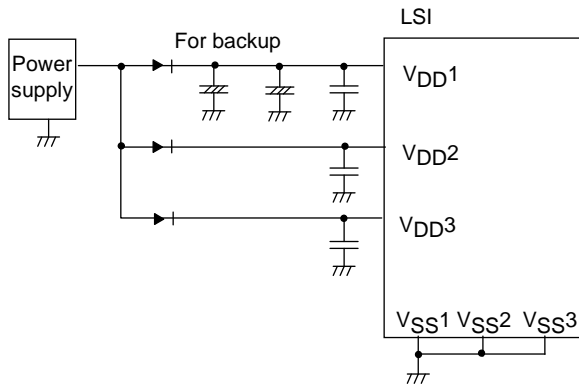 LSI
For backup
Power
supply
VDD1
VDD2
VDD3
VSS1 VSS2 VSS3